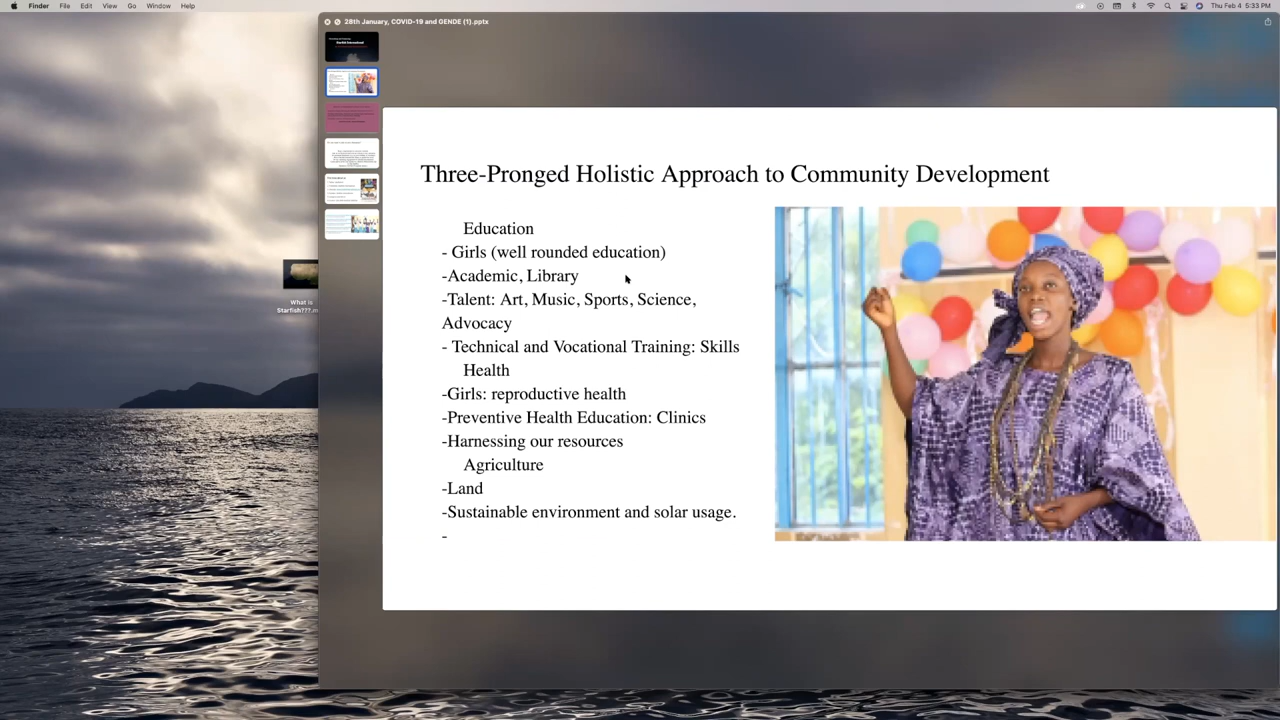 Finder File Edit View Go Window Help
Thu Feb 4 5:33 PM
28th January, COVID-19 and GENDE (1).pptx
Three-Pronged Holistic Approach to Community Development
Education
- Girls (well rounded education)
-Academic, Library
-Talent: Art, Music, Sports, Science,
Advocacy
- Technical and Vocational Training: Skills
Health
-Girls: reproductive health
-Preventive Health Education: Clinics
-Harnessing our resources
Agriculture
-Land
-Sustainable environment and solar usage.
-
What is
Starfish???.m